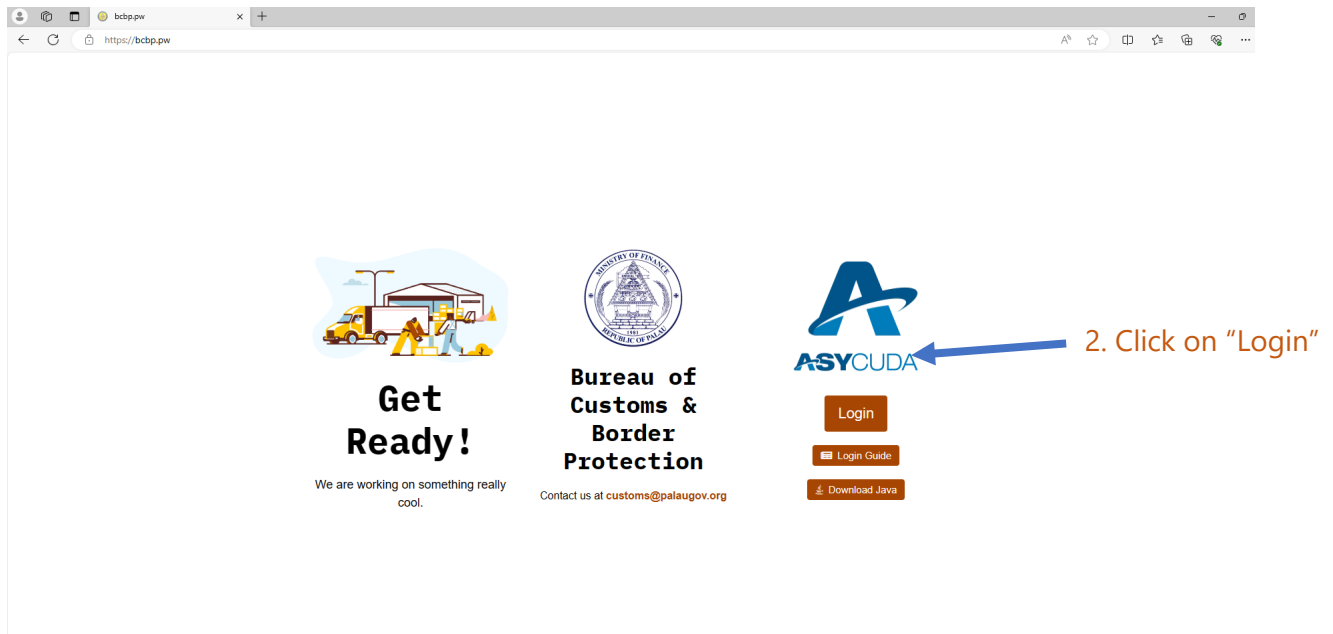 bcbp.pw
https://bcbp.pw
Get
Ready!
We are working on something really
cool.
MINISTRY OF FINANCE
1981
REPUBLIC OF PALAU
Bureau of
Customs &
Border
Protection
Contact us at customs@palaugov.org
ASYCUDA
Login
Login Guide
Download Java
2. Click on “Login”